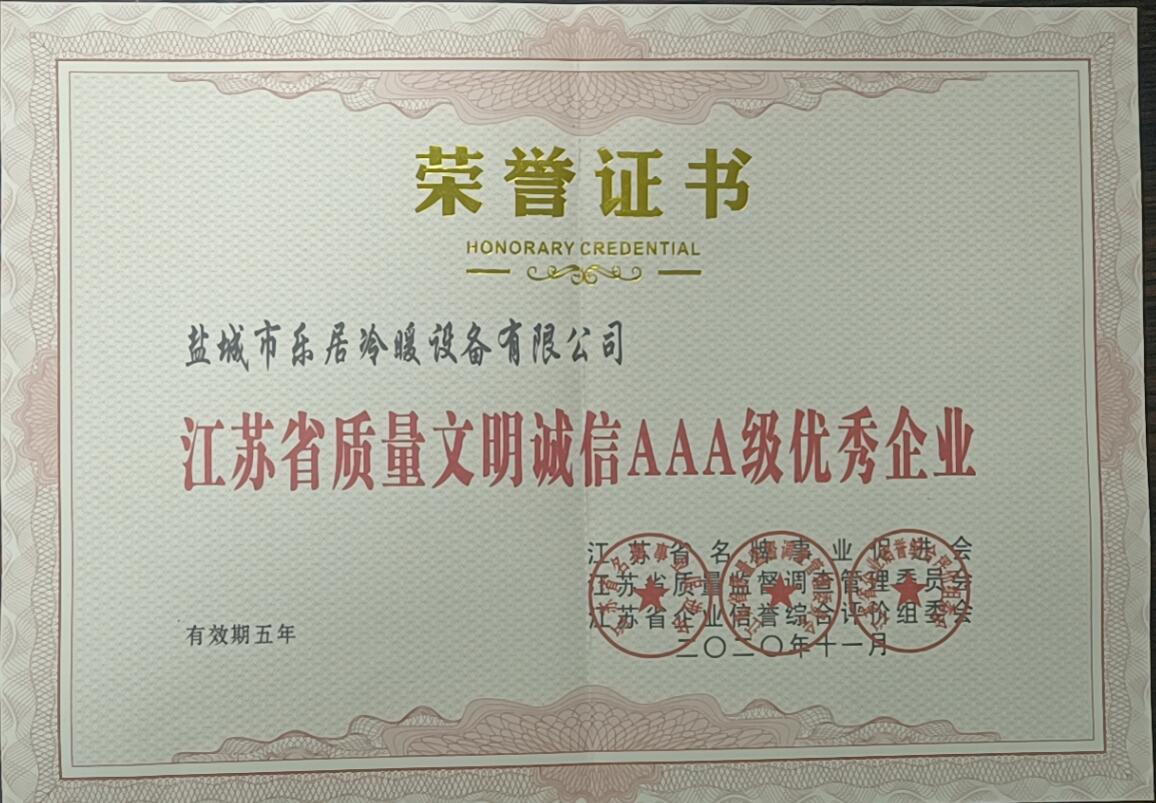 荣誉证书
HONORARY CREDENTIAL
盐城市乐居冷暖设备有限公司
江苏省质量文明诚信AAA级优秀企业
江苏省名牌事业促进会
江苏省质量监督调查管理委员会
江苏省企业信誉综合评价组委会
有效期五年
二〇二〇年十一月